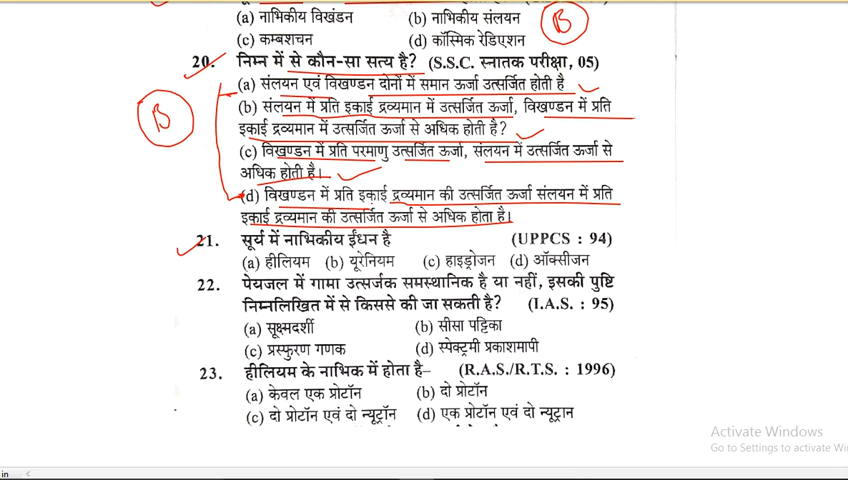 (a) नाभिकीय विखंडन (b) नाभिकीय संलयन
(c) कम्बशचन (d) कॉस्मिक रेडिएशन
B
20. निम्न में से कौन-सा सत्य है? (S.S.C. स्नातक परीक्षा, 05)
(a) संलयन एवं विखण्डन दोनों में समान ऊर्जा उत्सर्जित होती है
(b) संलयन में प्रति इकाई द्रव्यमान में उत्सर्जित ऊर्जा, विखण्डन में प्रति
B
इकाई द्रव्यमान में उत्सर्जित ऊर्जा से अधिक होती है?
(c) विखण्डन में प्रति परमाणु उत्सर्जित ऊर्जा, संलयन में उत्सर्जित ऊर्जा से
अधिक होती है।
(d) विखण्डन में प्रति इकाई द्रव्यमान की उत्सर्जित ऊर्जा संलयन में प्रति
इकाई द्रव्यमान की उत्सर्जित ऊर्जा से अधिक होता है।
21. सूर्य में नाभिकीय ईंधन है (UPPCS : 94)
(a) हीलियम (b) यूरेनियम (c) हाइड्रोजन (d) ऑक्सीजन
22. पेयजल में गामा उत्सर्जक समस्थानिक है या नहीं, इसकी पुष्टि
निम्नलिखित में से किससे की जा सकती है? (I.A.S. : 95)
(a) सूक्ष्मदर्शी (b) सीसा पट्टिका
(c) प्रस्फुरण गणक (d) स्पेक्ट्रमी प्रकाशमापी
23. हीलियम के नाभिक में होता है– (R.A.S./R.T.S. : 1996)
(a) केवल एक प्रोटॉन (b) दो प्रोटॉन
(c) दो प्रोटॉन एवं दो न्यूट्रॉन (d) एक प्रोटॉन एवं दो न्यूट्रान
Activate Windows
Go to Settings to activate Wi
in